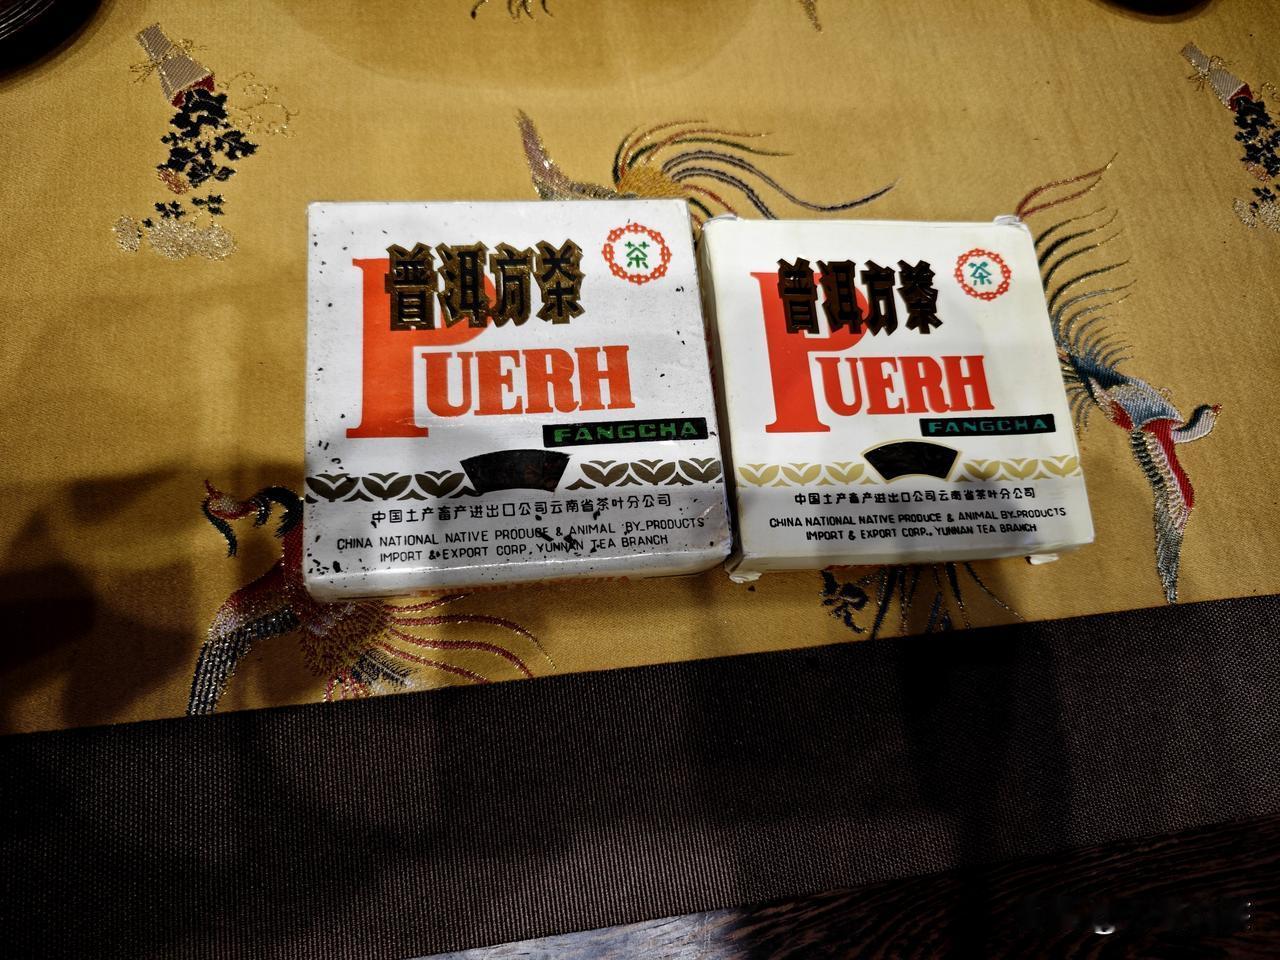 普洱方茶
茶
PUERH
FANGCHA
中国土产畜产进出口公司云南省茶叶分公司
CHINA NATIONAL NATIVE PRODUCE & ANIMAL BY-PRODUCTS
IMPORT & EXPORT CORP., YUNNAN TEA BRANCH
普洱方茶
茶
PUERH
FANGCHA
中国土产畜产进出口公司云南省茶叶分公司
CHINA NATIONAL NATIVE PRODUCE & ANIMAL BY-PRODUCTS
IMPORT & EXPORT CORP., YUNNAN TEA BRANCH